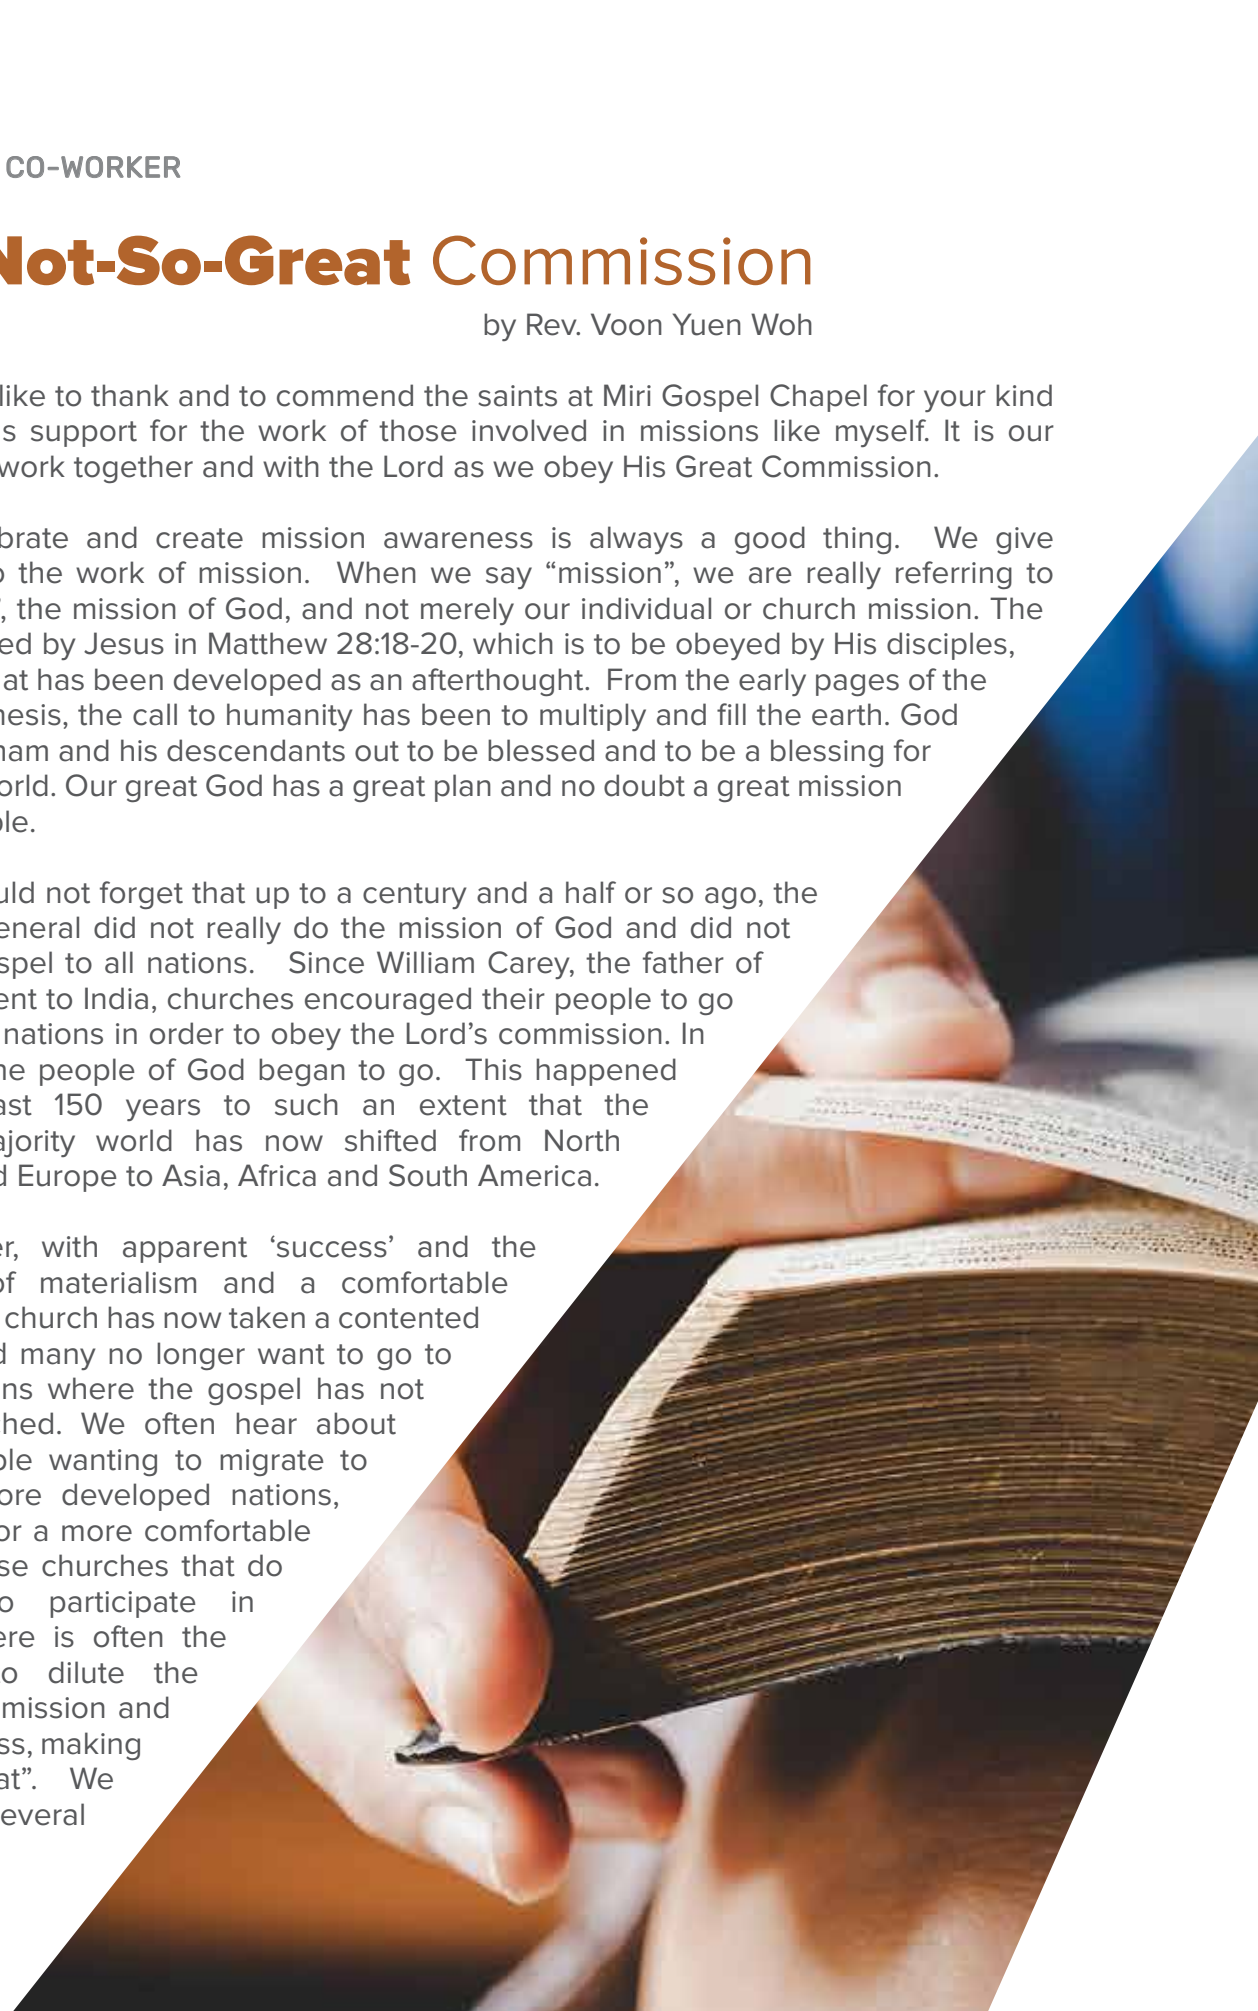 CO-WORKER
Not-So-Great Commission
by Rev. Voon Yuen Woh
like to thank and to commend the saints at Miri Gospel Chapel for your kind
s support for the work of those involved in missions like myself. It is our
work together and with the Lord as we obey His Great Commission.
brate and create mission awareness is always a good thing. We give
o the work of mission. When we say “mission”, we are really referring to
”, the mission of God, and not merely our individual or church mission. The
ed by Jesus in Matthew 28:18-20, which is to be obeyed by His disciples,
at has been developed as an afterthought. From the early pages of the
nesis, the call to humanity has been to multiply and fill the earth. God
ham and his descendants out to be blessed and to be a blessing for
orld. Our great God has a great plan and no doubt a great mission
ple.
uld not forget that up to a century and a half or so ago, the
eneral did not really do the mission of God and did not
spel to all nations. Since William Carey, the father of
ent to India, churches encouraged their people to go
nations in order to obey the Lord’s commission. In
he people of God began to go. This happened
ast 150 years to such an extent that the
ajority world has now shifted from North
d Europe to Asia, Africa and South America.
er, with apparent ‘success’ and the
of materialism and a comfortable
church has now taken a contented
d many no longer want to go to
ns where the gospel has not
ched. We often hear about
ple wanting to migrate to
ore developed nations,
or a more comfortable
se churches that do
o participate in
ere is often the
to dilute the
mission and
ss, making
at”. We
everal